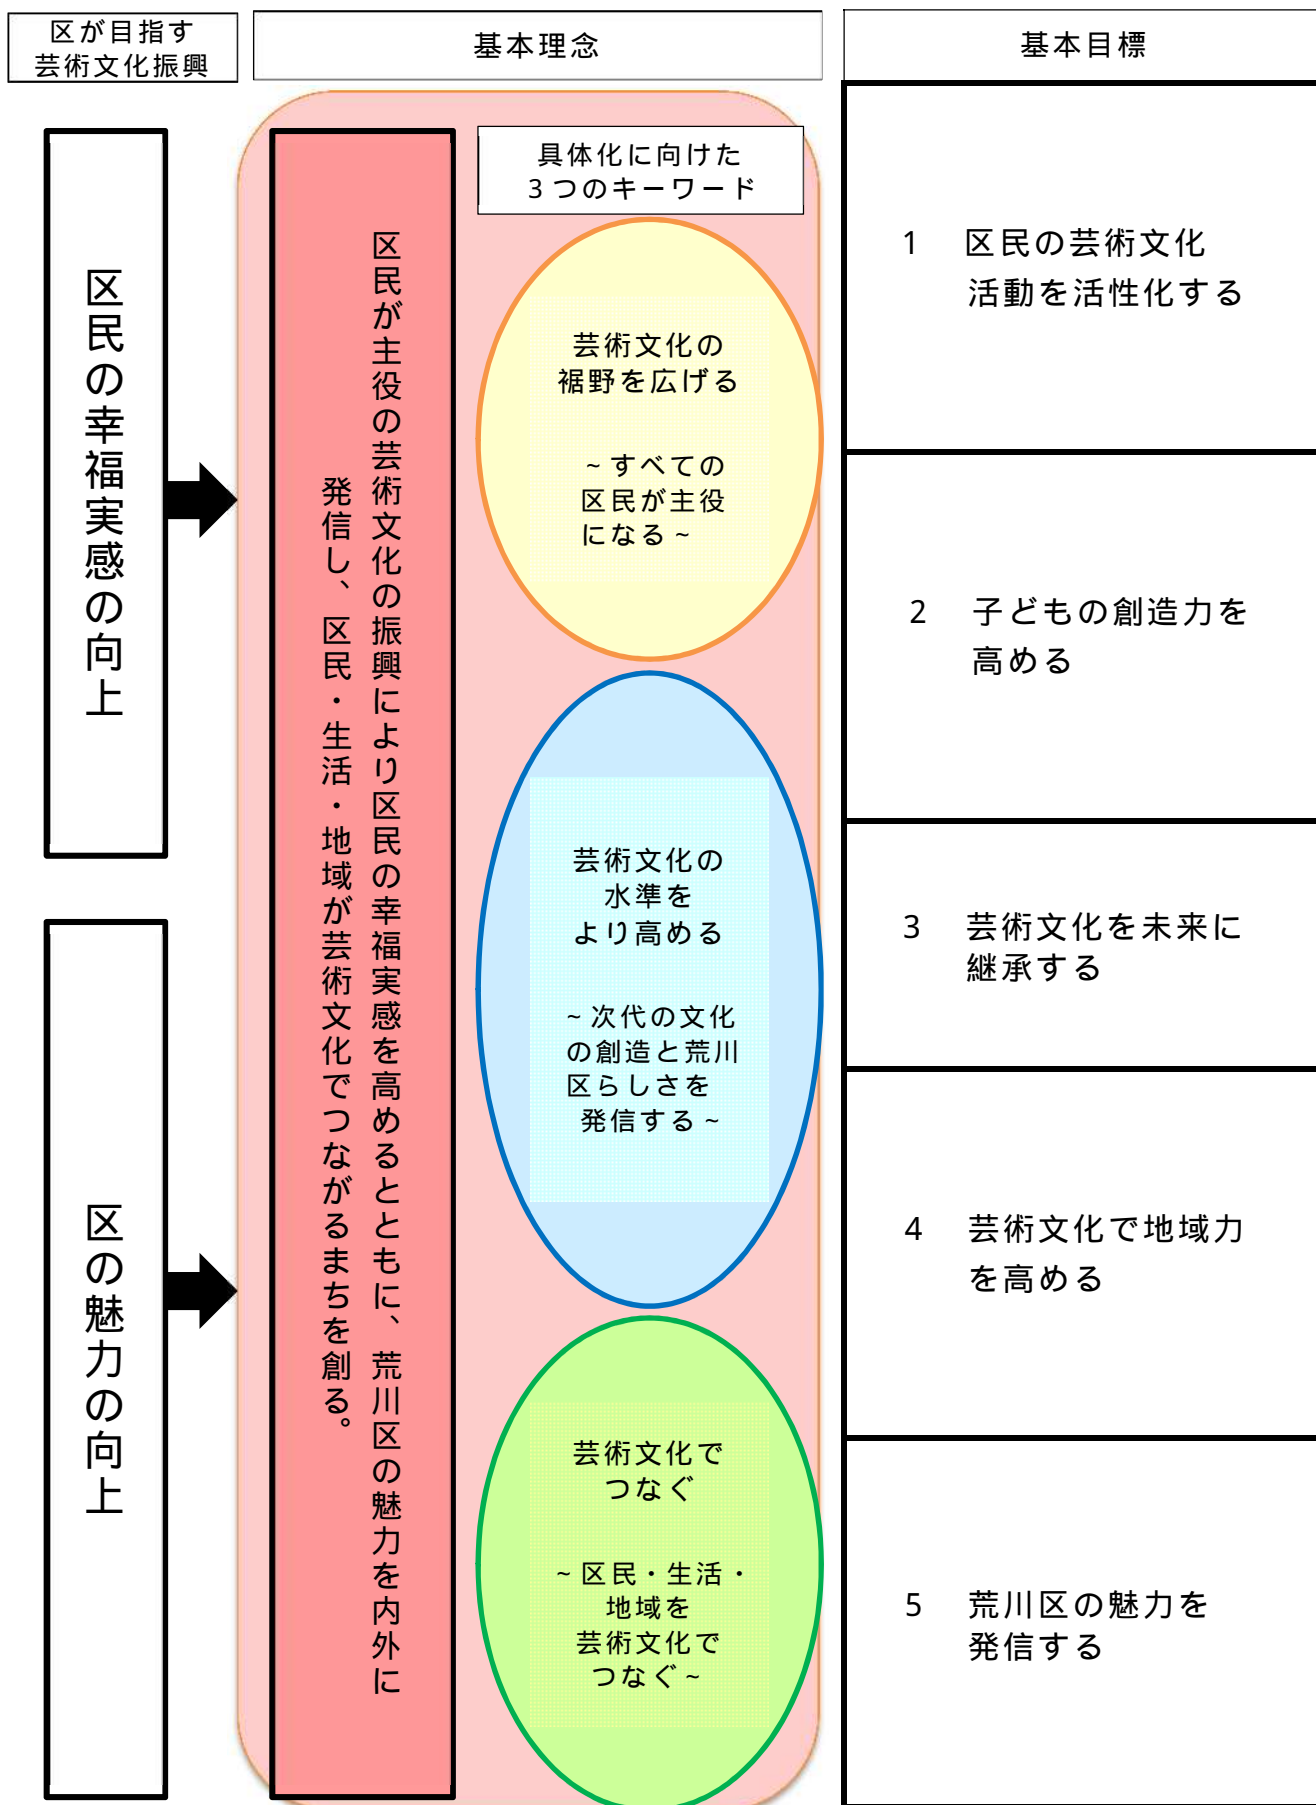 区が目指す
芸術文化振興
基本理念
基本目標
区民の幸福実感の向上
区の魅力の向上
区民が主役の芸術文化の振興により区民の幸福実感を高めるとともに、荒川区の魅力を内外に
発信し、区民・生活・地域が芸術文化でつながるまちを創る。
具体化に向けた
3つのキーワード
芸術文化の
裾野を広げる
~すべての
区民が主役
になる~
芸術文化の
水準を
より高める
~次代の文化
の創造と荒川
区らしさを
発信する~
芸術文化で
つなぐ
~区民・生活・
地域を
芸術文化で
つなぐ~
1 区民の芸術文化
活動を活性化する
2 子どもの創造力を
高める
3 芸術文化を未来に
継承する
4 芸術文化で地域力
を高める
5 荒川区の魅力を
発信する